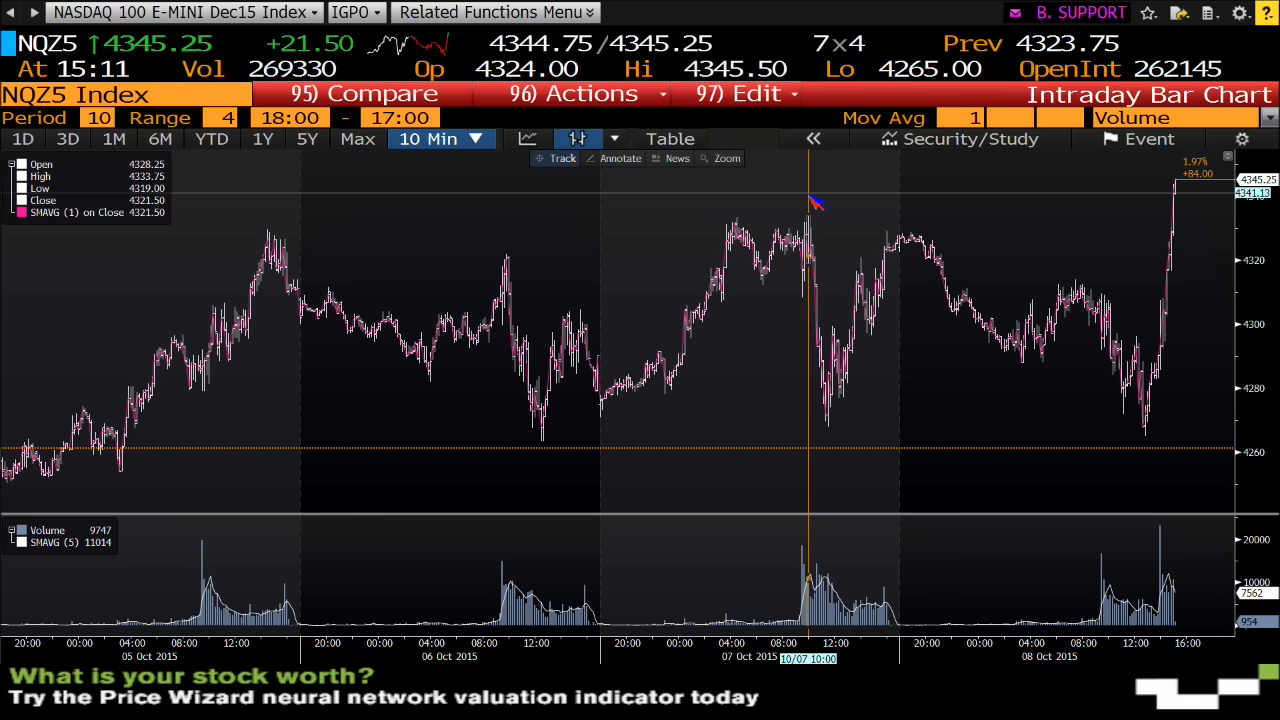 NASDAQ 100 E-MINI Dec15 Index IGPO Related Functions Menu B. SUPPORT ?
NQZ5 ↑4345.25 +21.50 4344.75/4345.25 7x4 Prev 4323.75
At 15:11 Vol 269330 Op 4324.00 Hi 4345.50 Lo 4265.00 OpenInt 262145
NQZ5 Index 95) Compare 96) Actions 97) Edit Intraday Bar Chart
Period 10 Range 4 18:00 - 17:00 Mov Avg 1 Volume
1D 3D 1M 6M YTD 1Y 5Y Max 10 Min Table « Security/Study Event
Track Annotate News Zoom
Open 4328.25
High 4333.75
Low 4319.00
Close 4321.50
SMAVG (1) on Close 4321.50
1.97%
+84.00
4345.25
4341.13
4320
4300
4280
4260
Volume 9747
SMAVG (5) 11014
20000
10000
7562
954
20:00 00:00 04:00 08:00 12:00 20:00 00:00 04:00 08:00 12:00 20:00 00:00 04:00 08:00 12:00 20:00 00:00 04:00 08:00 12:00 16:00
05 Oct 2015 06 Oct 2015 07 Oct 2015 10/07 10:00 08 Oct 2015
What is your stock worth?
Try the Price Wizard neural network valuation indicator today